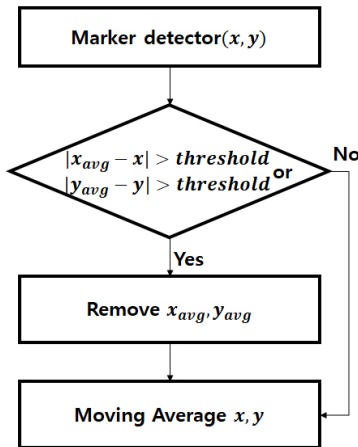 Marker detector(x, y)
|x_avg − x| > threshold
or
|y_avg − y| > threshold
No
Yes
Remove x_avg, y_avg
Moving Average x, y